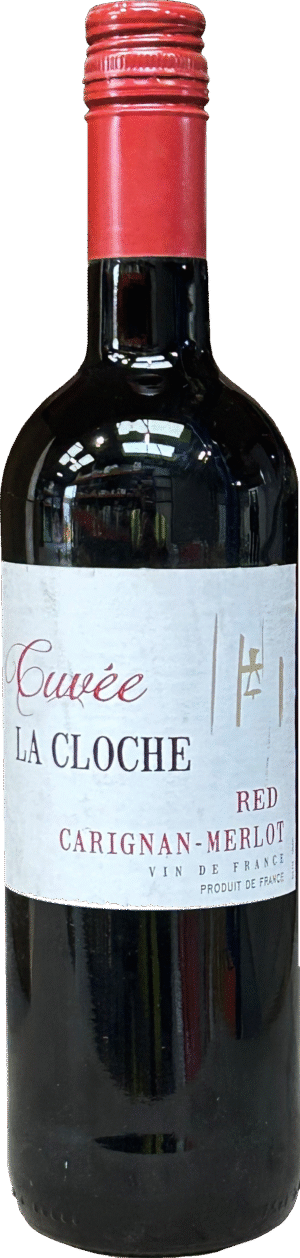 Cuvée
LA CLOCHE
RED
CARIGNAN-MERLOT
VIN DE FRANCE
PRODUIT DE FRANCE